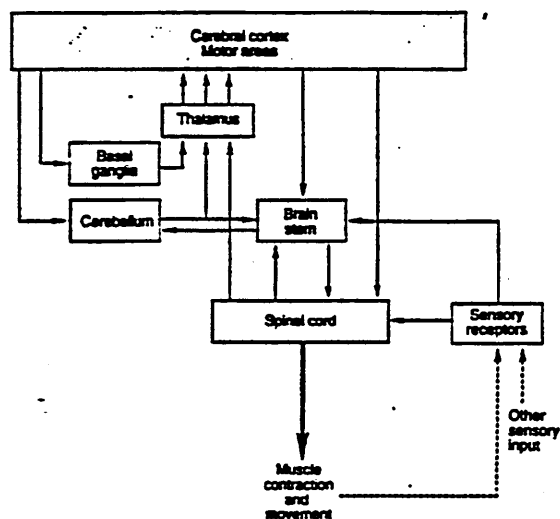 Cerebral cortex
Motor areas
Thalamus
Basal
ganglia
Cerebellum
Brain
stem
Spinal cord
Sensory
receptors
Other
sensory
input
Muscle
contraction
and
movement